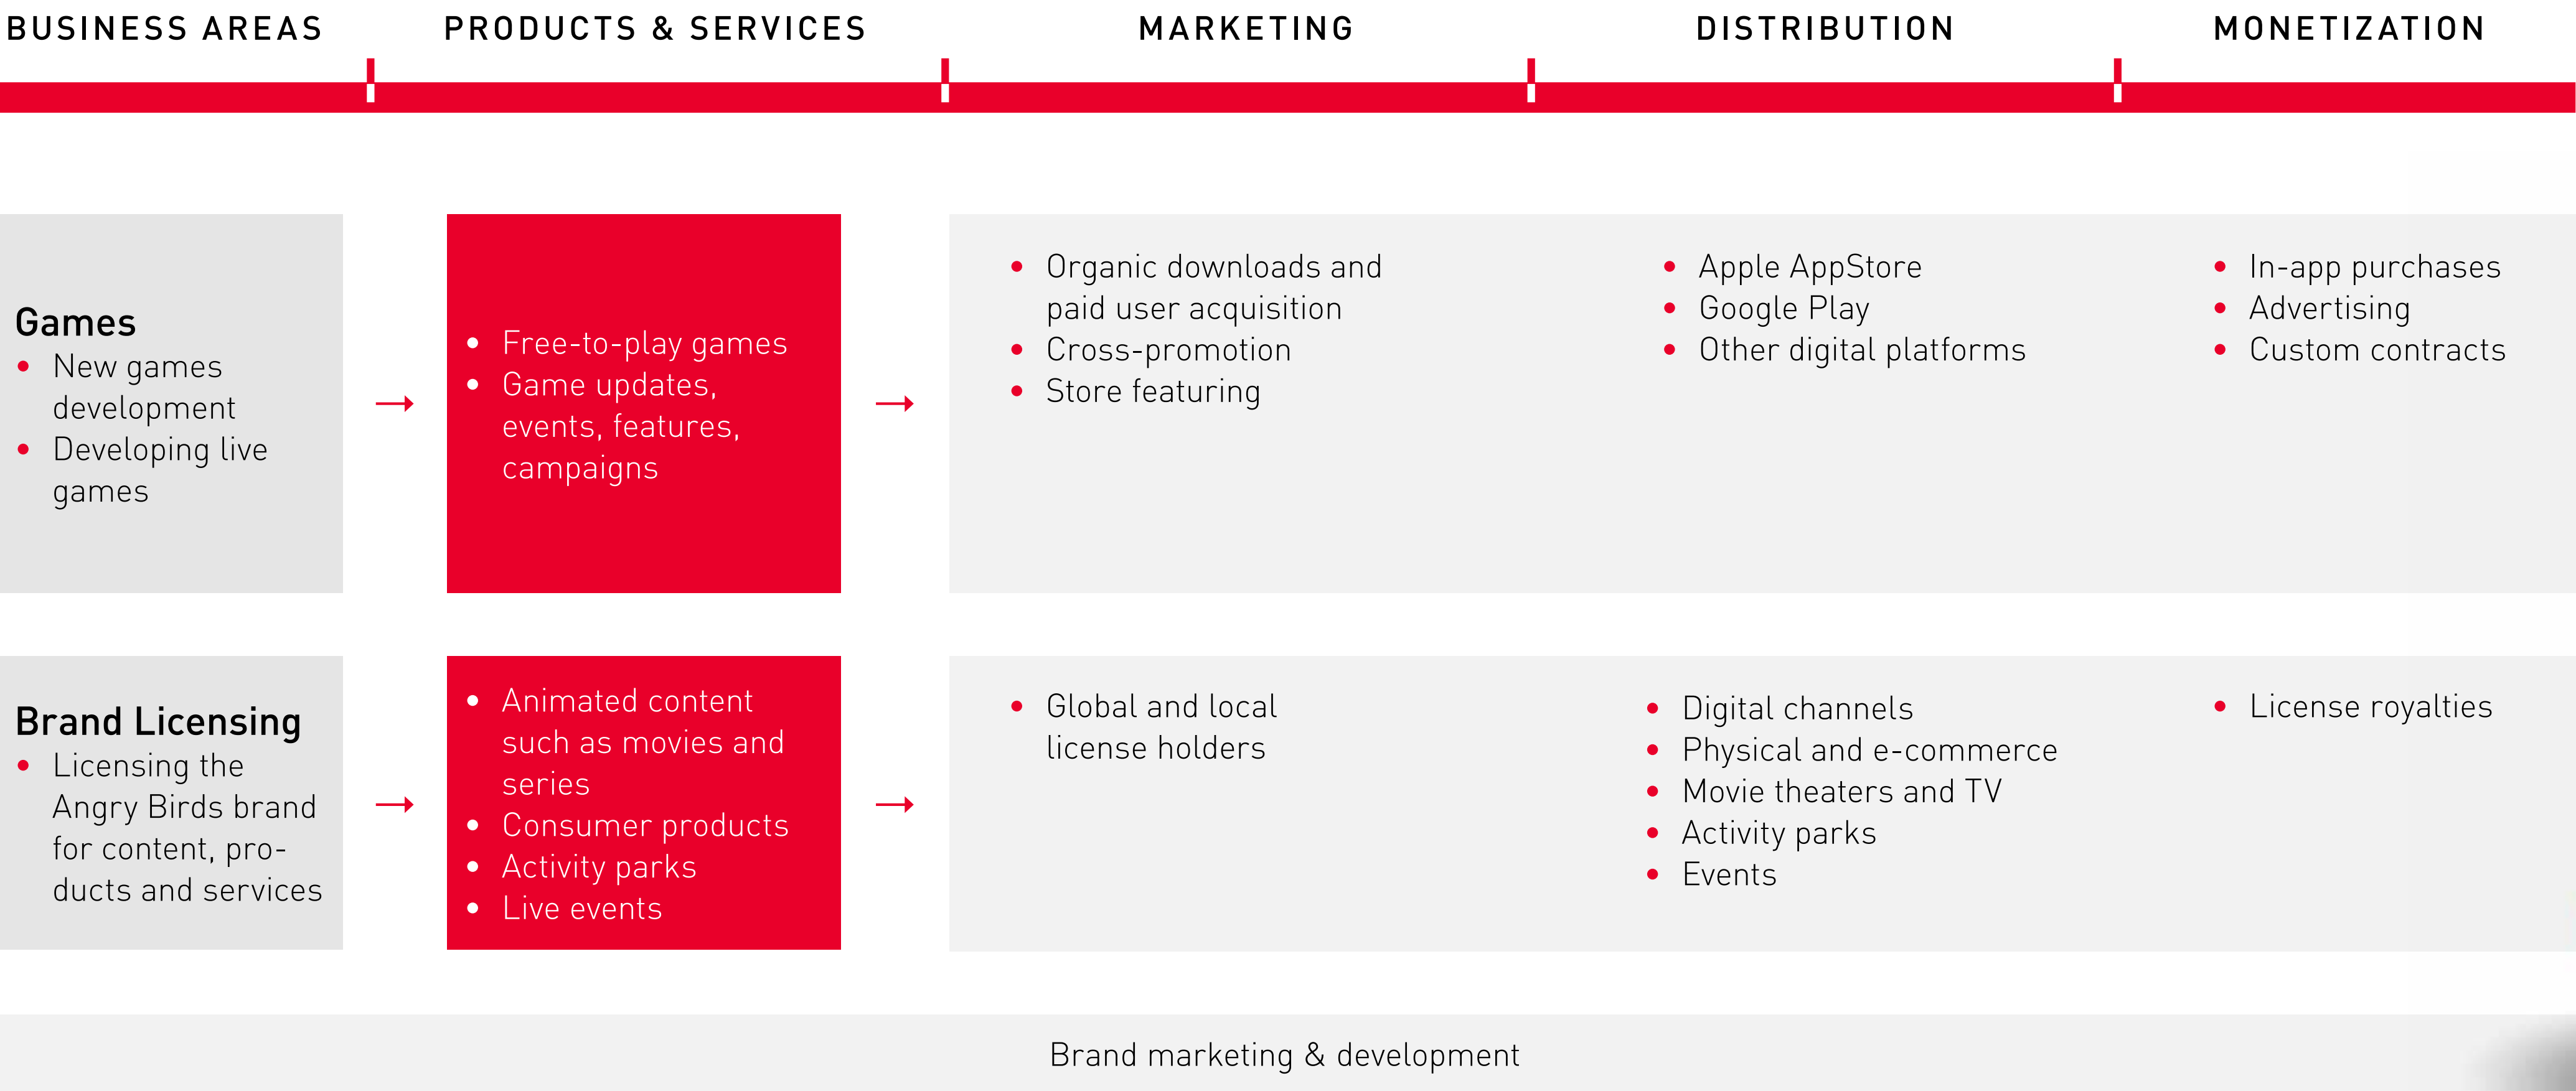 BUSINESS AREAS
PRODUCTS & SERVICES
MARKETING
DISTRIBUTION
MONETIZATION
Games
• New games
development
• Developing live
games
• Free-to-play games
• Game updates,
events, features,
campaigns
• Organic downloads and
paid user acquisition
• Cross-promotion
• Store featuring
• Apple AppStore
• Google Play
• Other digital platforms
• In-app purchases
• Advertising
• Custom contracts
Brand Licensing
• Licensing the
Angry Birds brand
for content, pro-
ducts and services
• Animated content
such as movies and
series
• Consumer products
• Activity parks
• Live events
• Global and local
license holders
• Digital channels
• Physical and e-commerce
• Movie theaters and TV
• Activity parks
• Events
• License royalties
Brand marketing & development